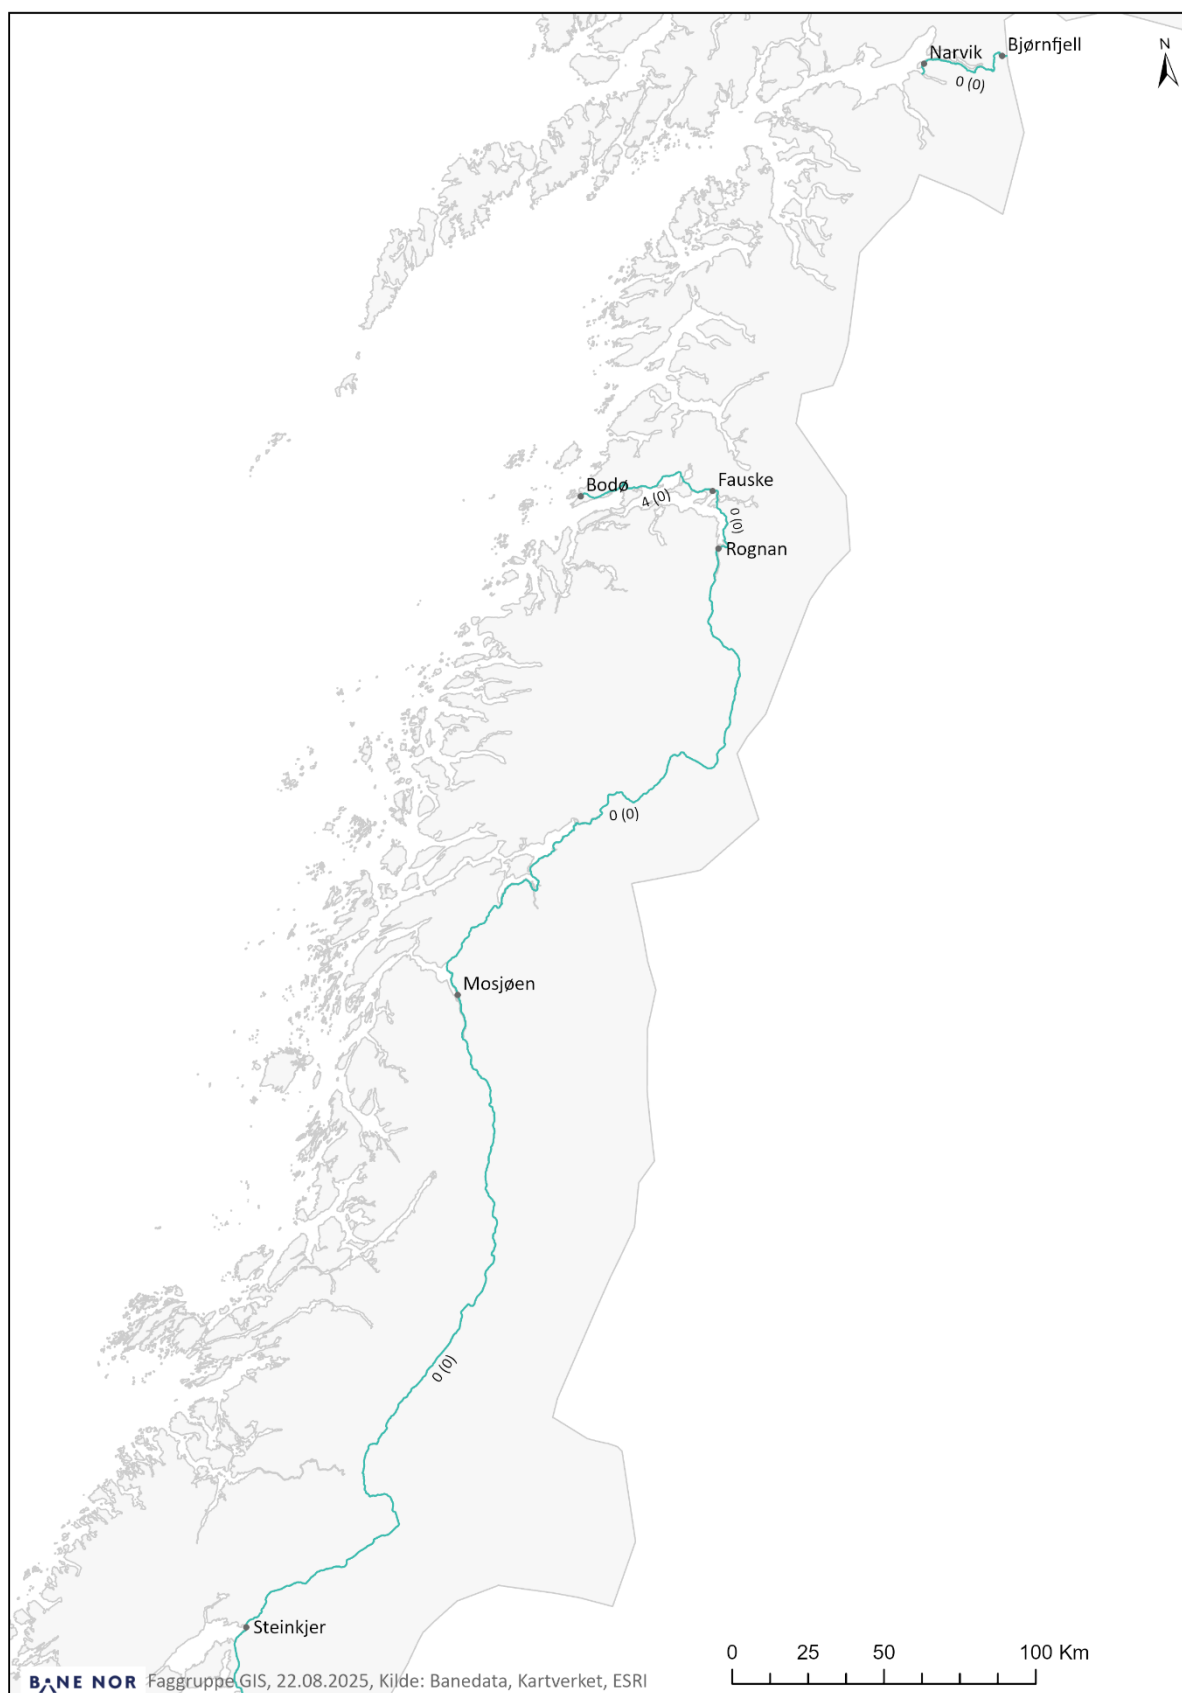 N
Narvik
Bjørnfjell
0 (0)
Bodø
4 (0)
Fauske
0 (0)
Rognan
0 (0)
Mosjøen
0 (0)
Steinkjer
0 25 50 100 Km
BANE NOR Faggruppe GIS, 22.08.2025, Kilde: Banedata, Kartverket, ESRI